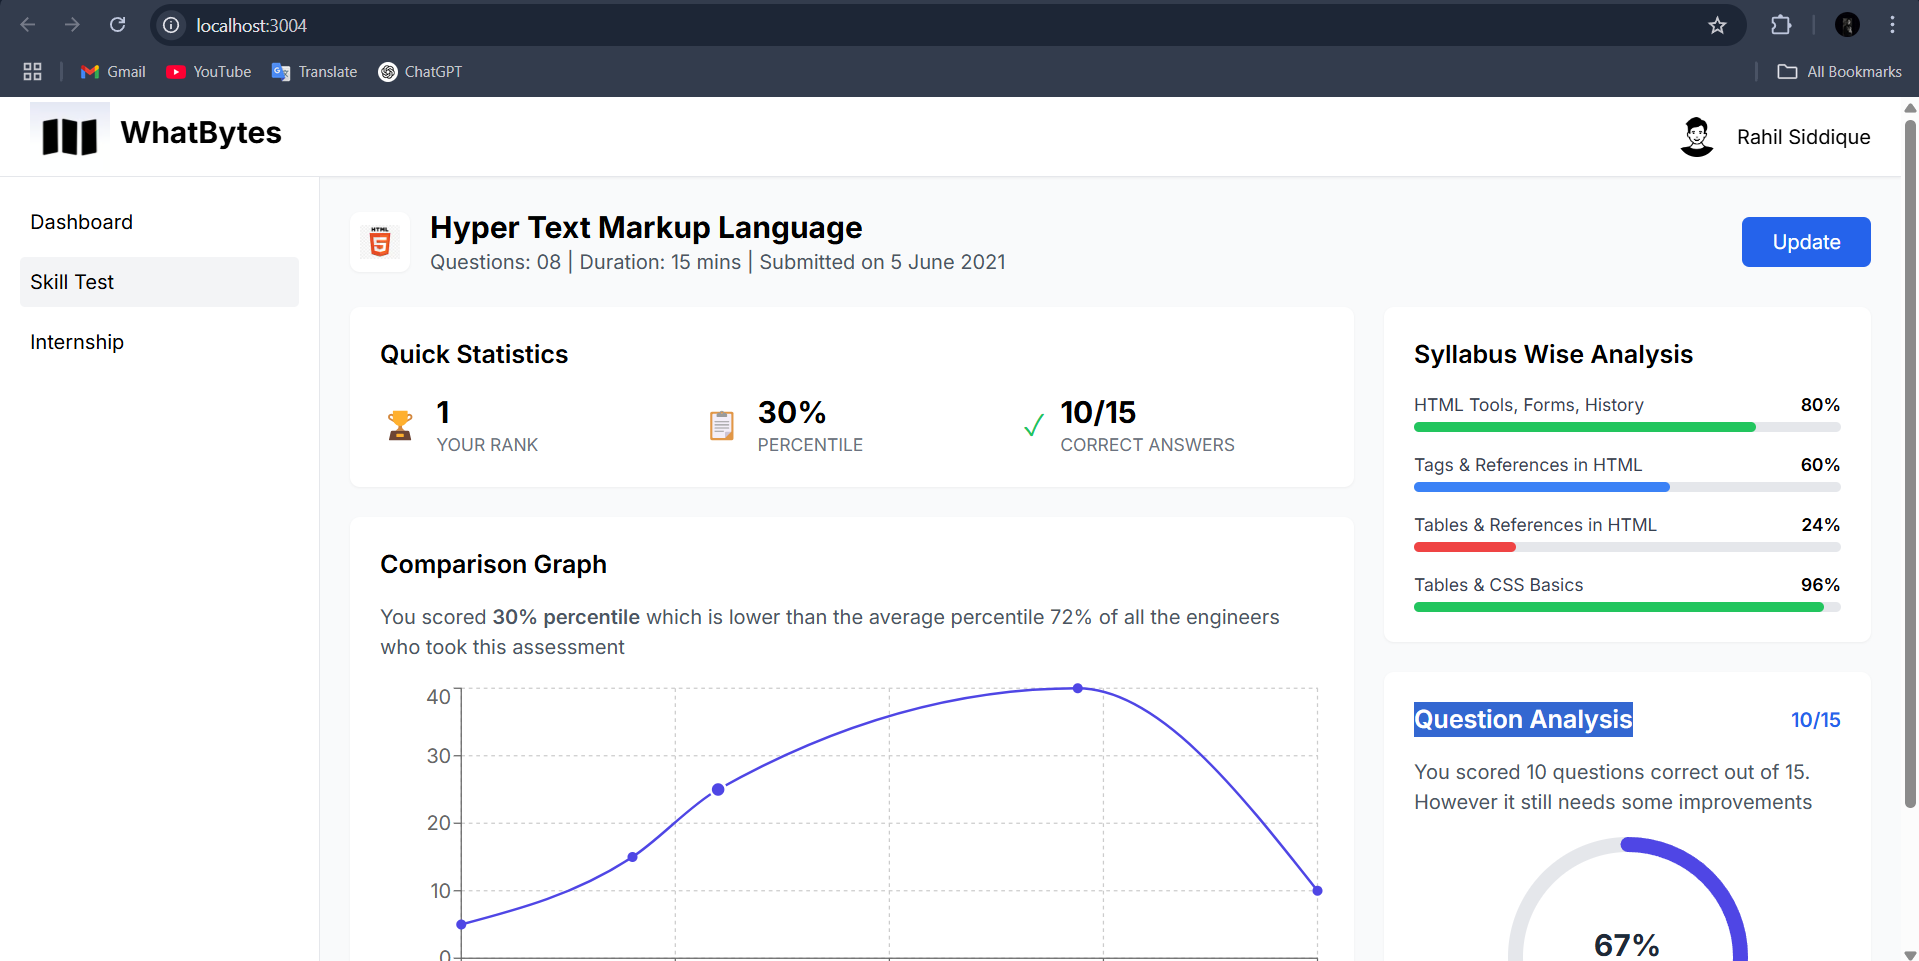 localhost:3004
Gmail
YouTube
Translate
ChatGPT
All Bookmarks
WhatBytes
Rahil Siddique
Dashboard
Skill Test
Internship
HTML
5
Hyper Text Markup Language
Questions: 08 | Duration: 15 mins | Submitted on 5 June 2021
Update
Quick Statistics
1
YOUR RANK
30%
PERCENTILE
10/15
CORRECT ANSWERS
Comparison Graph
You scored 30% percentile which is lower than the average percentile 72% of all the engineers
who took this assessment
40
30
20
10
0
Syllabus Wise Analysis
HTML Tools, Forms, History 80%
Tags & References in HTML 60%
Tables & References in HTML 24%
Tables & CSS Basics 96%
Question Analysis 10/15
You scored 10 questions correct out of 15.
However it still needs some improvements
67%